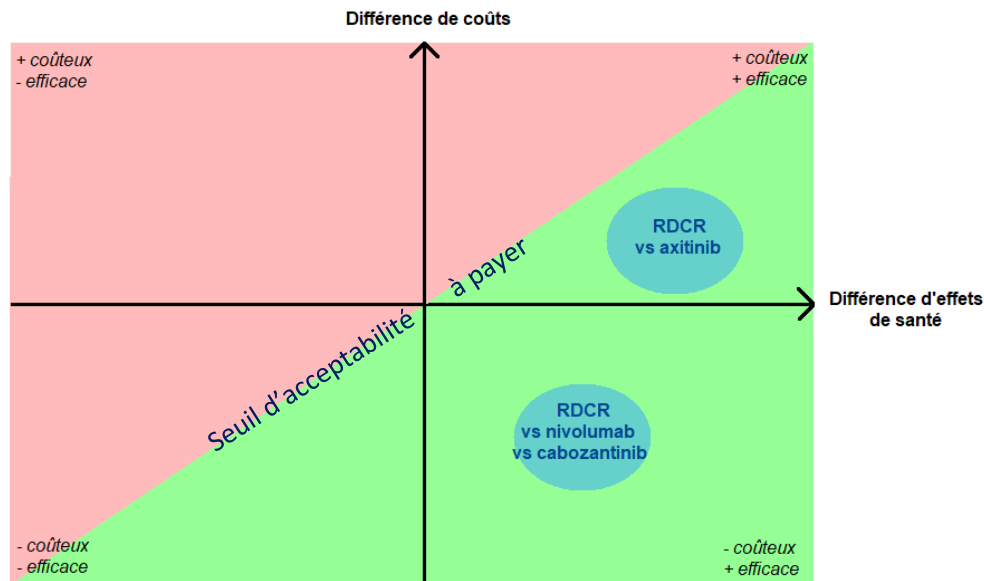 Différence de coûts
+ coûteux
- efficace
+ coûteux
+ efficace
RDCR
vs axitinib
Seuil d'acceptabilité à payer
Différence d'effets
de santé
RDCR
vs nivolumab
vs cabozantinib
- coûteux
- efficace
- coûteux
+ efficace